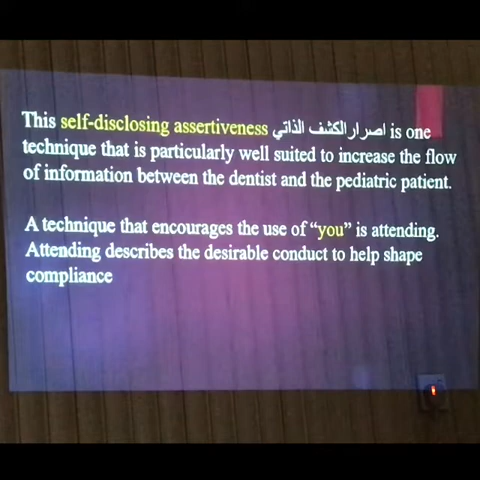 This self-disclosing assertiveness اصرار الكشف الذاتي is one
technique that is particularly well suited to increase the flow
of information between the dentist and the pediatric patient.
A technique that encourages the use of “you” is attending.
Attending describes the desirable conduct to help shape
compliance